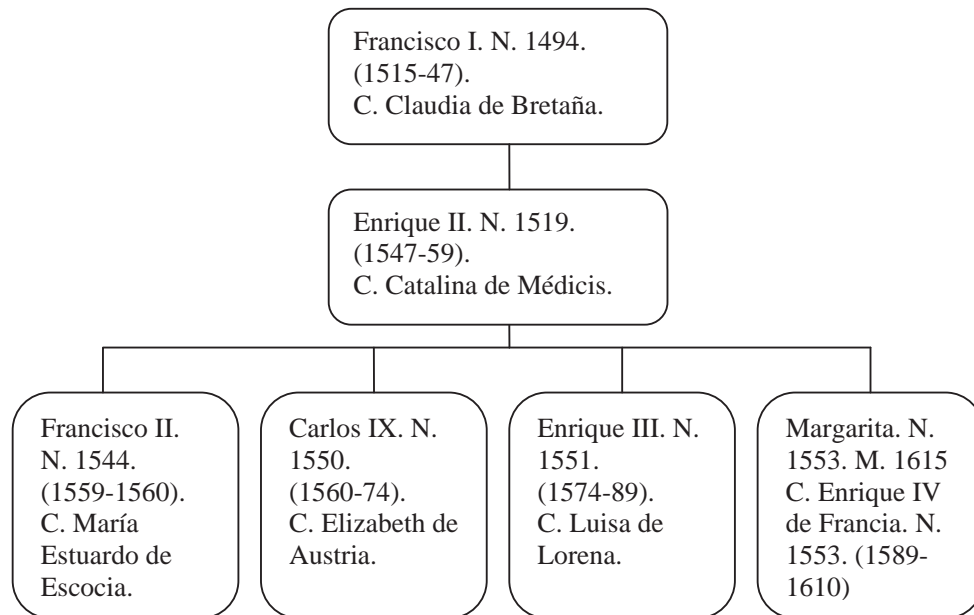 Francisco I. N. 1494.
(1515-47).
C. Claudia de Bretaña.
Enrique II. N. 1519.
(1547-59).
C. Catalina de Médicis.
Francisco II.
N. 1544.
(1559-1560).
C. María
Estuardo de
Escocia.
Carlos IX. N.
1550.
(1560-74).
C. Elizabeth de
Austria.
Enrique III. N.
1551.
(1574-89).
C. Luisa de
Lorena.
Margarita. N.
1553. M. 1615
C. Enrique IV
de Francia. N.
1553. (1589-
1610)